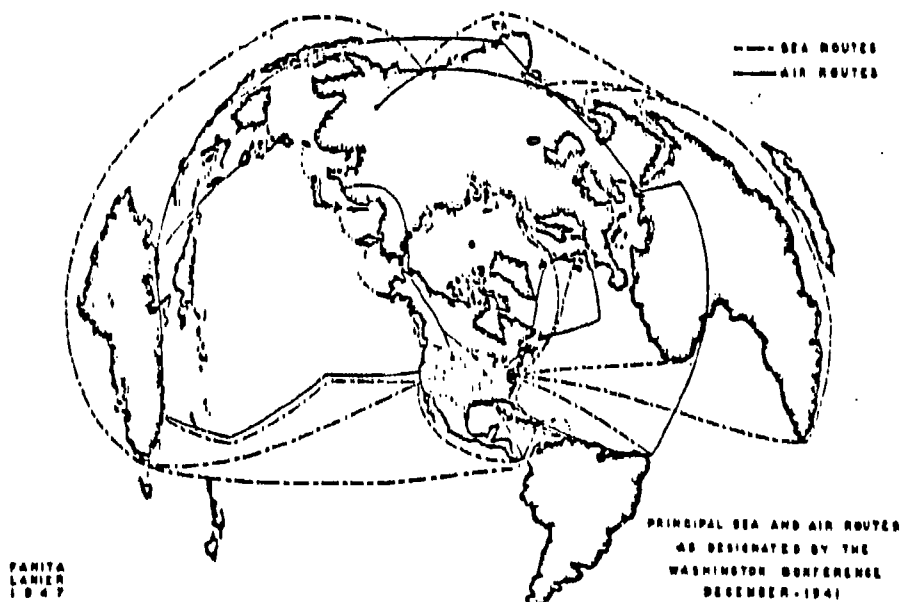 SEA ROUTES
AIR ROUTES
PRINCIPAL SEA AND AIR ROUTES
AS DESIGNATED BY THE
WASHINGTON CONFERENCE
DECEMBER - 1941
FANITA
LANIER
1947